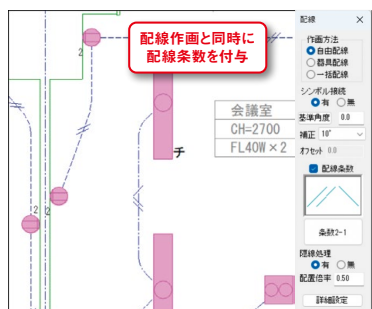 配線作画と同時に
配線条数を付与
2
2
2
会議室
CH=2700
FL40W×2
チ
配線
作画方法
自由配線
器具配線
一括配線
シンボル接続
有 無
基準角度 0.0
補正 10°
オフセット 0.0
配線条数
条数2-1
隠線処理
有 無
配置倍率 0.50
詳細設定